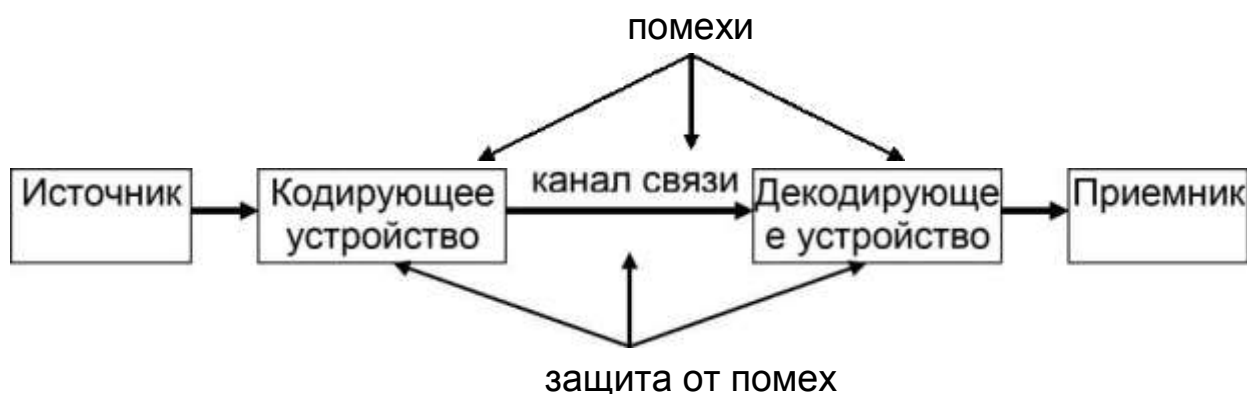 помехи
Источник
Кодирующее
устройство
канал связи
Декодирующе
е устройство
Приемник
защита от помех